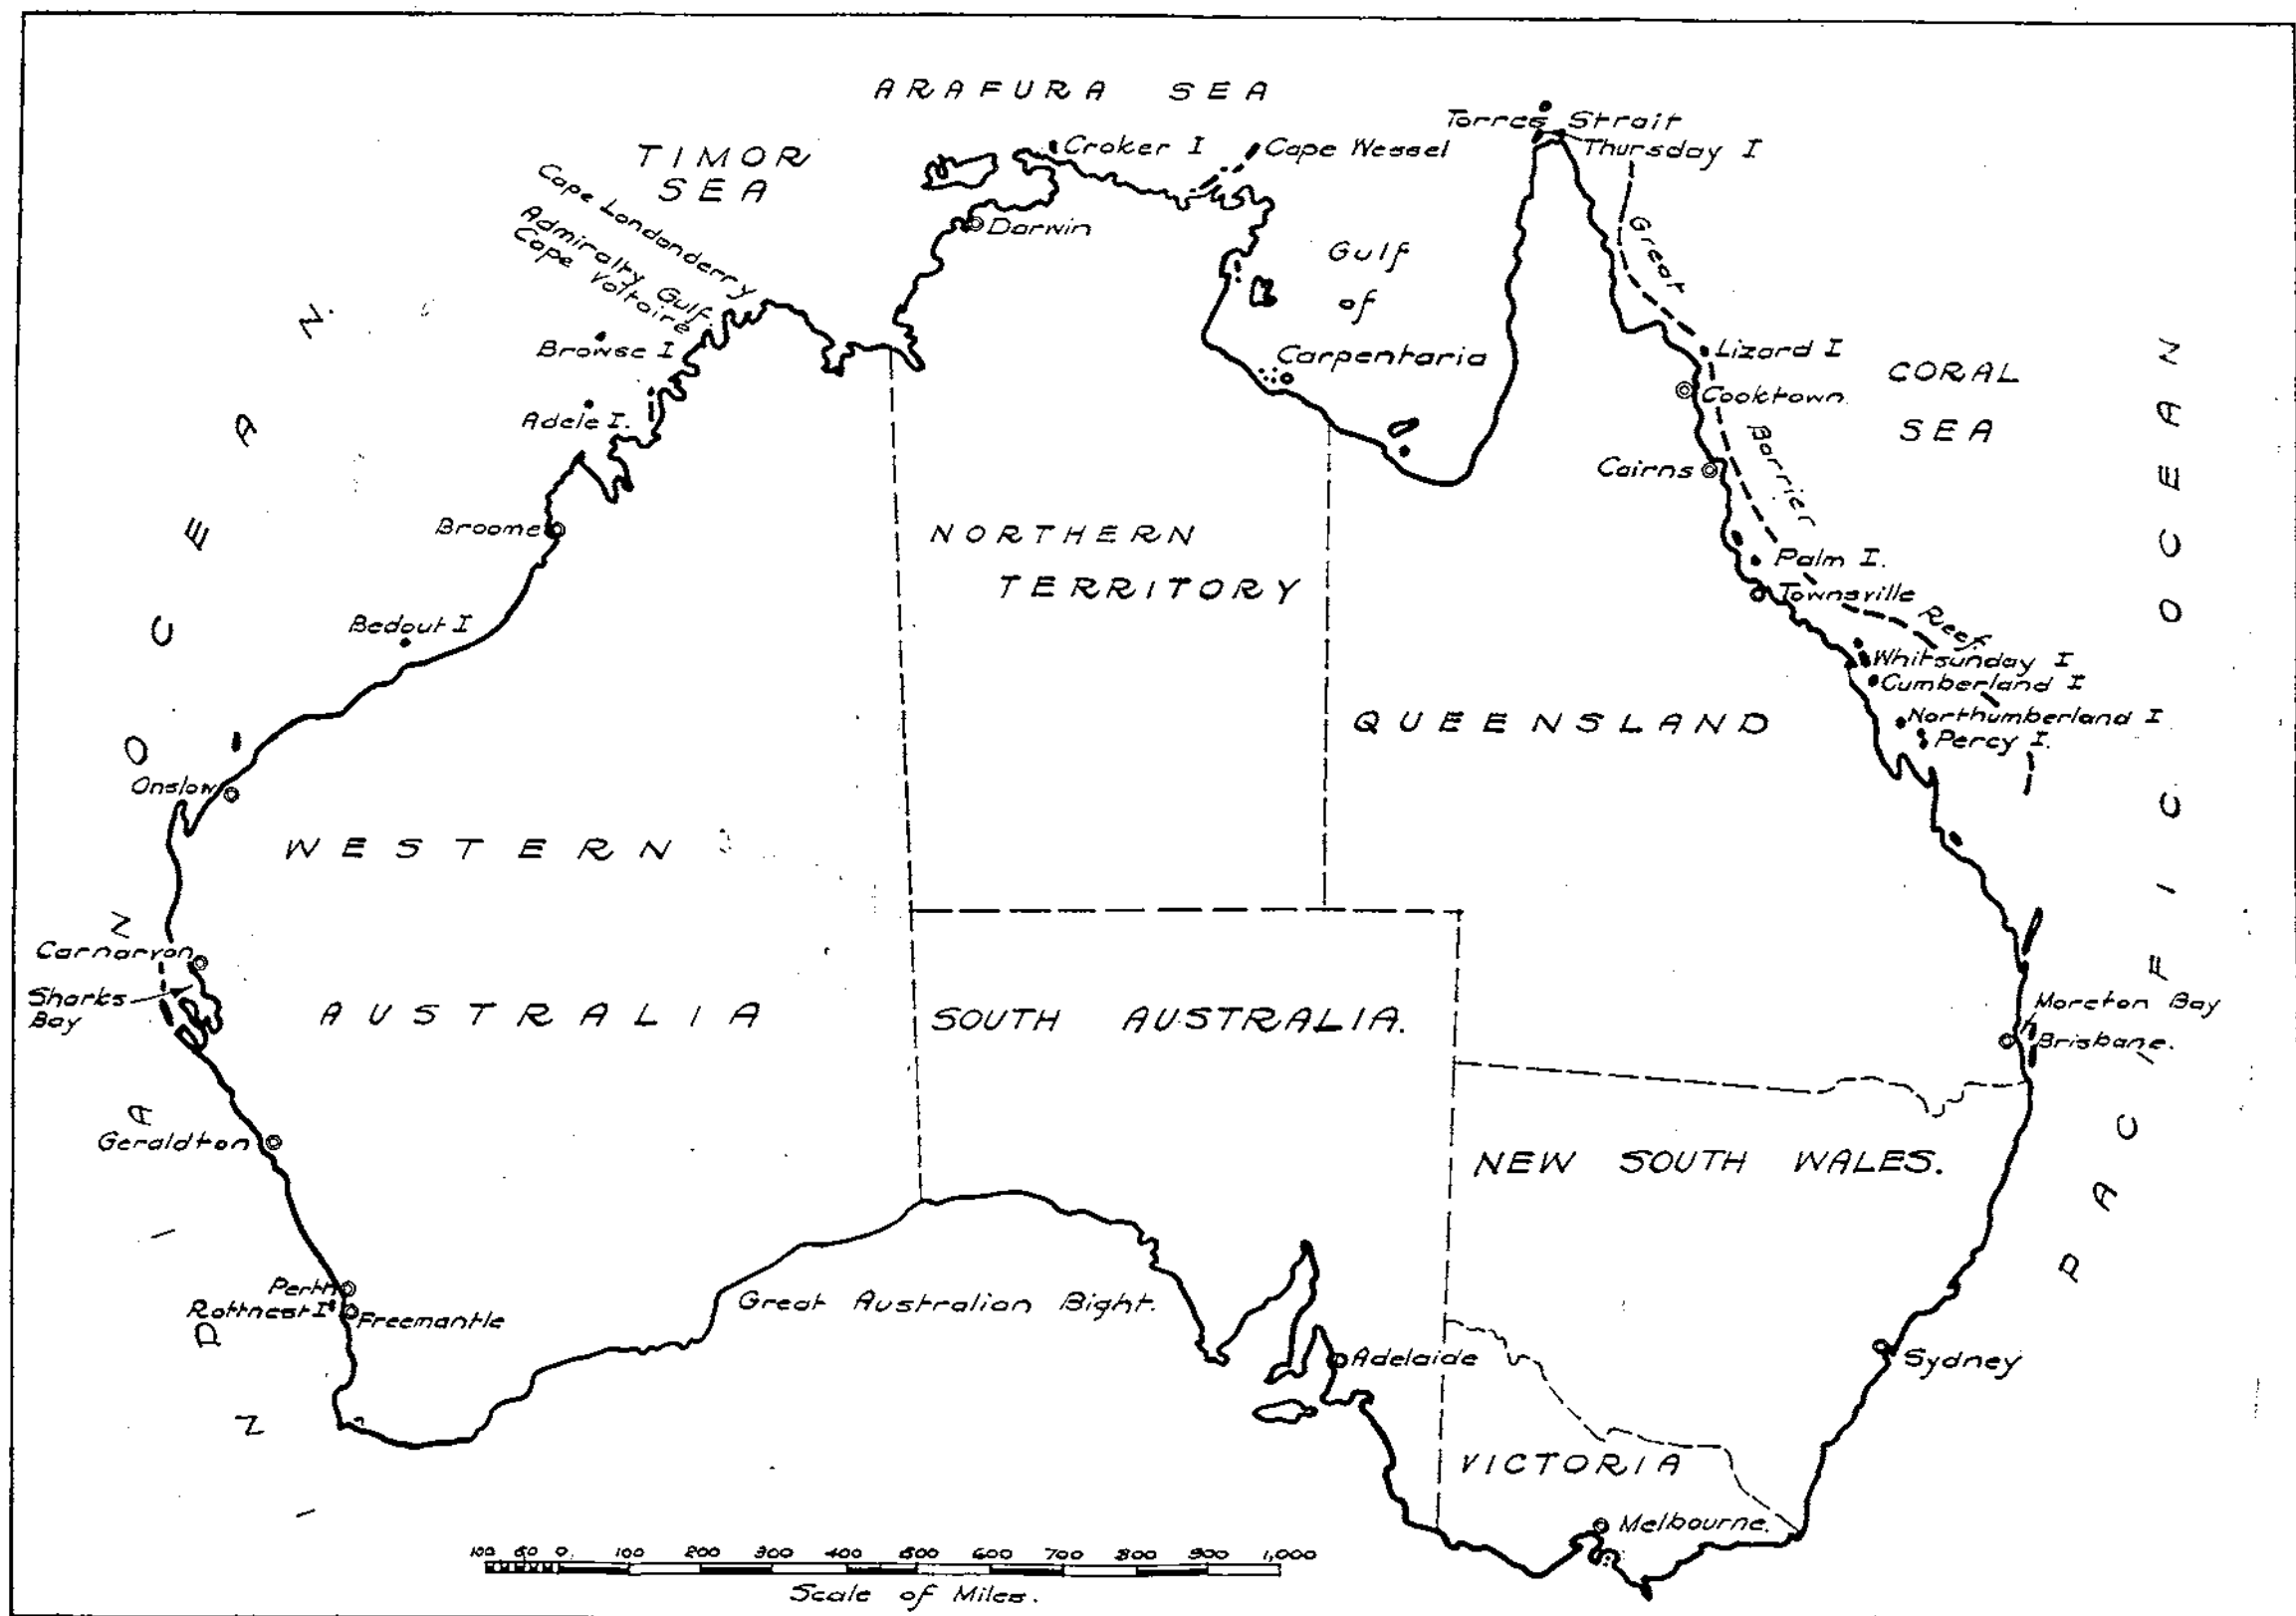 ARAFURA SEA
TIMOR
SEA
Torres Strait
Thursday I
Croker I
Cape Wessel
Cape Londonderry
Admiralty Gulf
Cape Voltaire
Darwin
Gulf
of
Carpentaria
Great
Barrier
Reef
Browse I
Adele I.
Broome
Bedout I
Onslow
Lizard I
Cooktown
CORAL
SEA
Cairns
Palm I.
Townsville
Whitsunday I
Cumberland I
Northumberland I
Percy I.
NORTHERN
TERRITORY
QUEENSLAND
WESTERN
AUSTRALIA
SOUTH AUSTRALIA.
Carnarvon
Sharks
Bay
Geraldton
Perth
Rottnest I
Freemantle
Moreton Bay
Brisbane.
NEW SOUTH WALES.
Great Australian Bight.
Adelaide
Sydney
VICTORIA
Melbourne.
INDIAN OCEAN.
PACIFIC OCEAN
100 50 0 100 200 300 400 500 600 700 800 900 1,000
Scale of Miles.